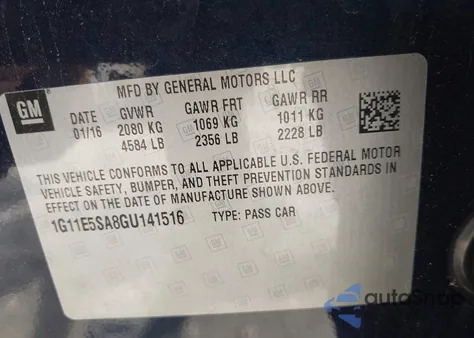 MFD BY GENERAL MOTORS LLC
GM
DATE GVWR GAWR FRT GAWR RR
01/16 2080 KG 1069 KG 1011 KG
4584 LB 2356 LB 2228 LB
THIS VEHICLE CONFORMS TO ALL APPLICABLE U.S. FEDERAL MOTOR
VEHICLE SAFETY, BUMPER, AND THEFT PREVENTION STANDARDS IN
EFFECT ON THE DATE OF MANUFACTURE SHOWN ABOVE.
1G11E5SA8GU141516 TYPE: PASS CAR
autoSnap